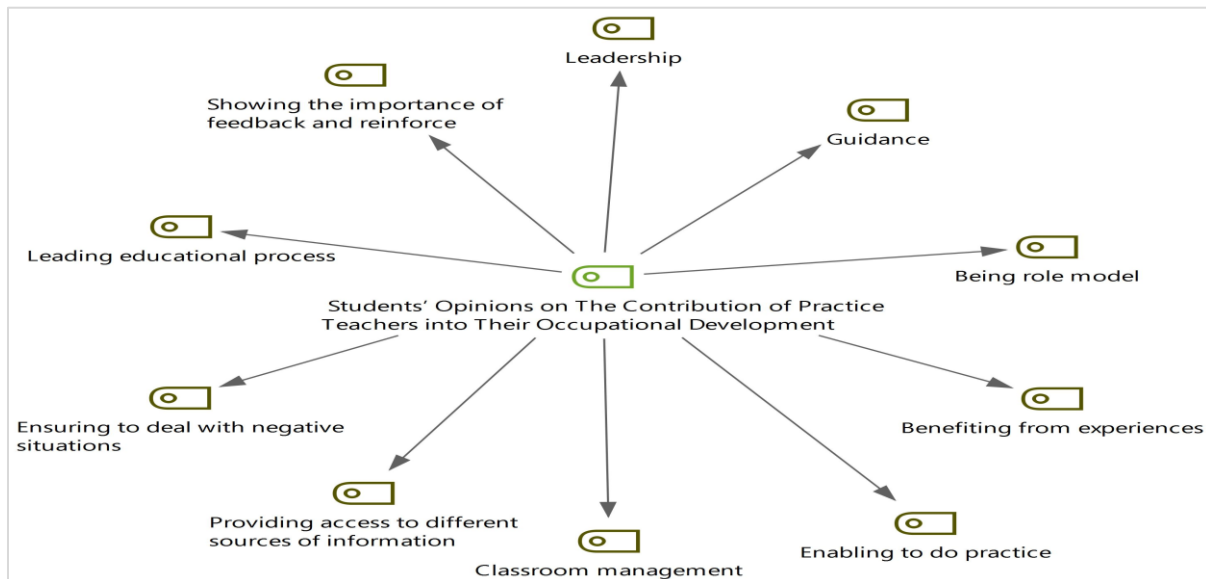 Leadership
Showing the importance of
feedback and reinforce
Guidance
Leading educational process
Being role model
Students' Opinions on The Contribution of Practice
Teachers into Their Occupational Development
Ensuring to deal with negative
situations
Benefiting from experiences
Providing access to different
sources of information
Enabling to do practice
Classroom management